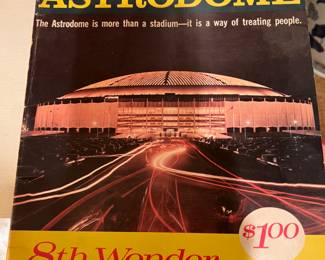 ASTRODOME
The Astrodome is more than a stadium—it is a way of treating people.
8th Wonder
$1.00